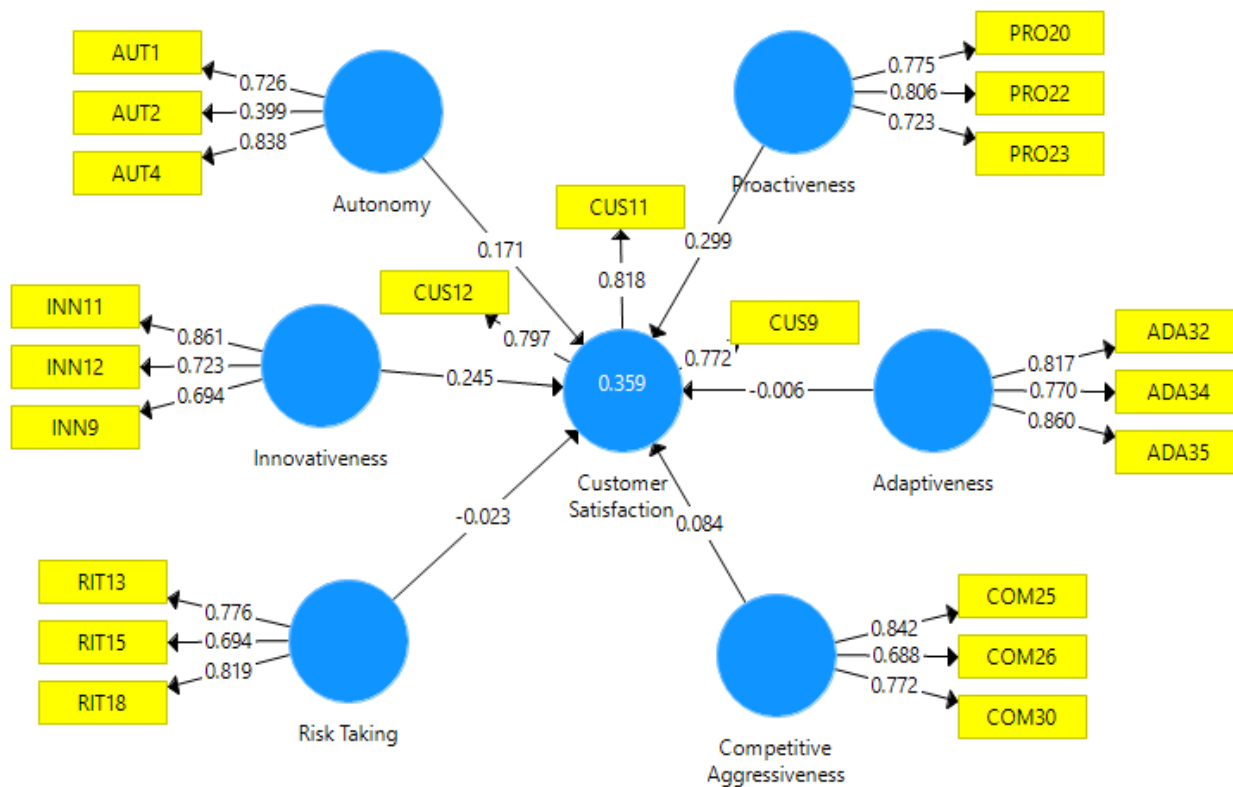 AUT1
0.726
AUT2
0.399
AUT4
0.838
Autonomy
PRO20
0.775
PRO22
0.806
PRO23
0.723
Proactiveness
CUS11
0.818
0.171
0.299
CUS12
0.797
CUS9
0.772
INN11
0.861
INN12
0.723
INN9
0.694
Innovativeness
0.245
0.359
Customer
Satisfaction
-0.006
ADA32
0.817
ADA34
0.770
ADA35
0.860
Adaptiveness
-0.023
0.084
RIT13
0.776
RIT15
0.694
RIT18
0.819
Risk Taking
COM25
0.842
COM26
0.688
COM30
0.772
Competitive
Aggressiveness